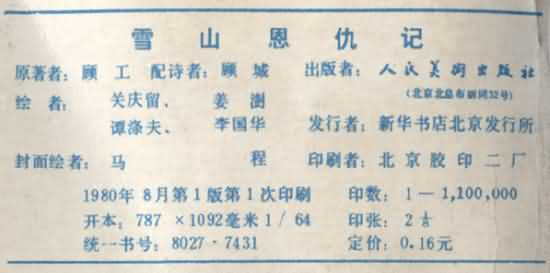 雪山恩仇记
原著者：顾 工 配诗者：顾 城 出版者：人民美术出版社
（北京北总布胡同32号）
绘 者：关庆留、 姜 澍
谭涤夫、 李国华 发行者：新华书店北京发行所
封面绘者：马 程 印刷者：北京胶印二厂
1980年8月第1版第1次印刷 印数：1—1,100,000
开本：787×1092毫米1/64 印张：2
统一书号：8027·7431 定价：0.16元